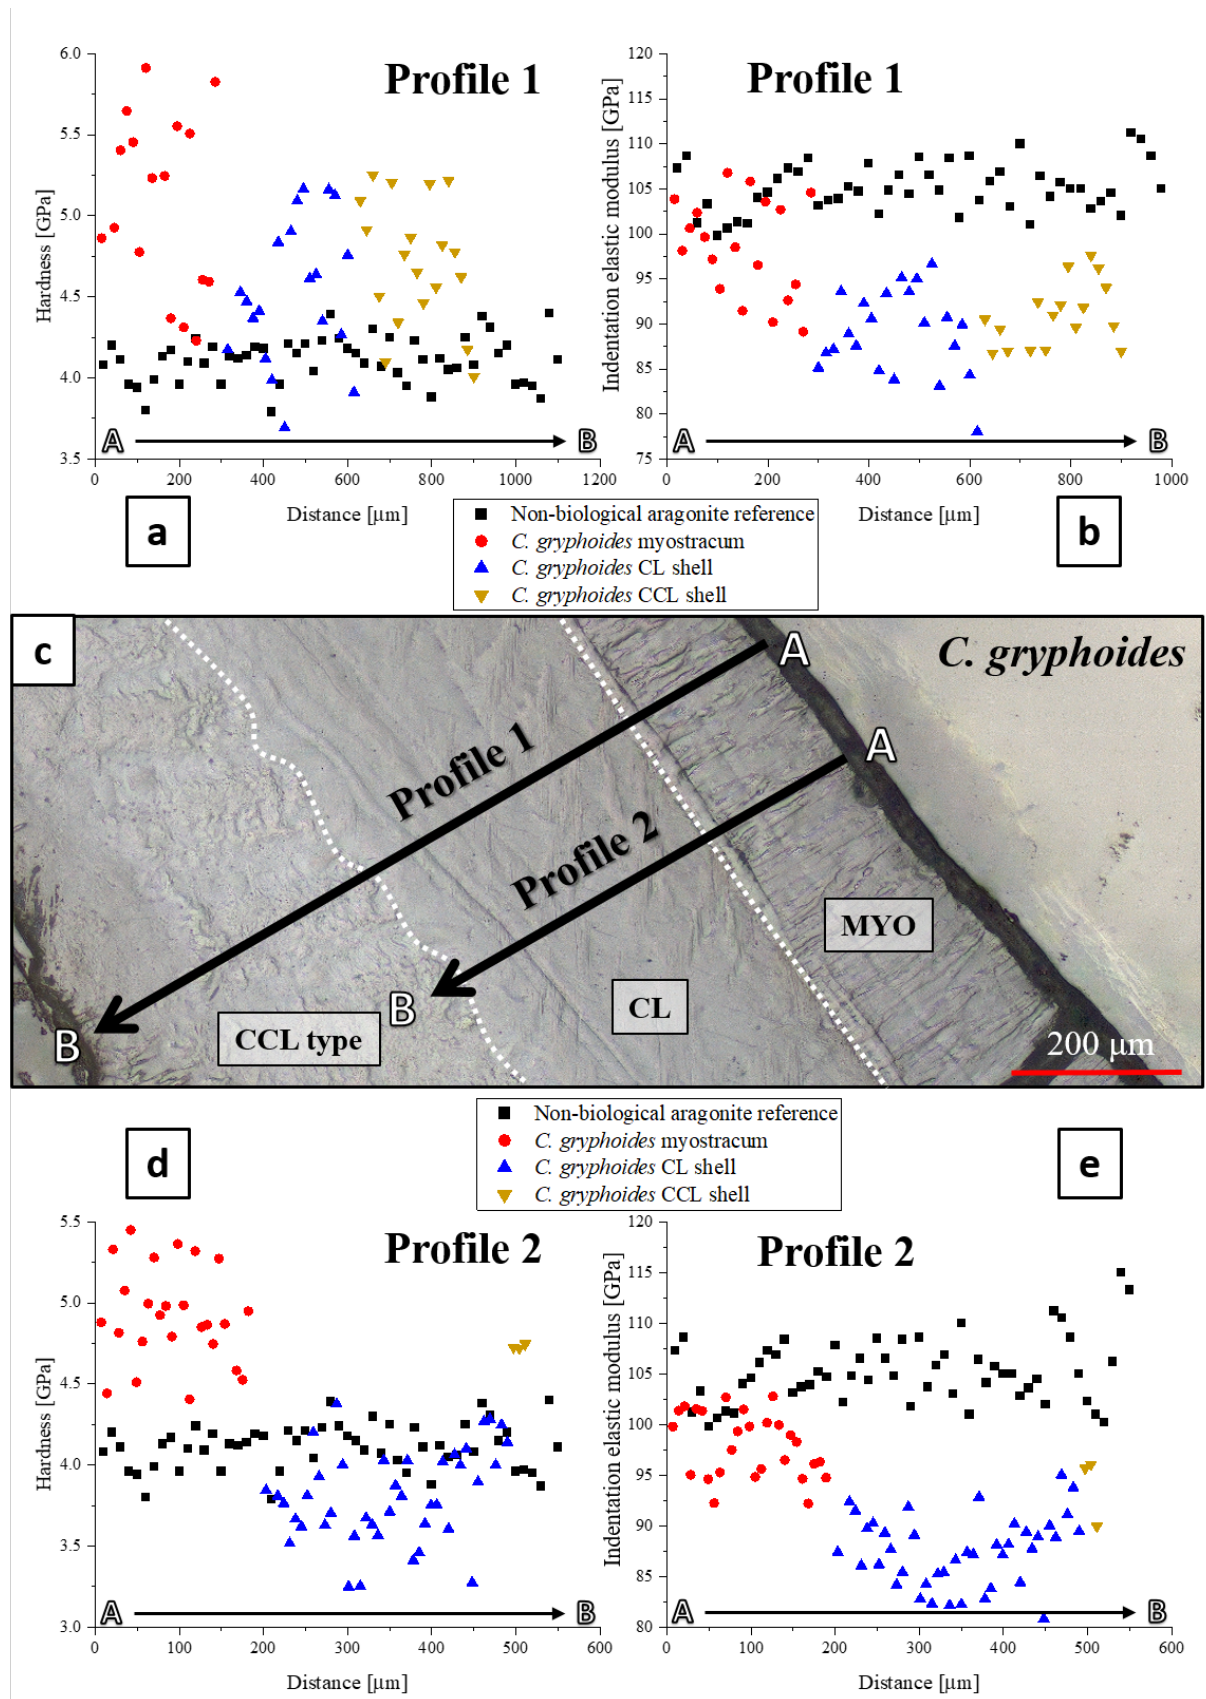 Profile 1
Hardness [GPa]
6.0
5.5
5.0
4.5
4.0
3.5
A
B
0 200 400 600 800 1000 1200
Distance [µm]
a
Profile 1
Indentation elastic modulus [GPa]
120
115
110
105
100
95
90
85
80
75
A
B
0 200 400 600 800 1000
Distance [µm]
b
Non-biological aragonite reference
C. gryphoides myostracum
C. gryphoides CL shell
C. gryphoides CCL shell
c
C. gryphoides
A
A
Profile 1
Profile 2
MYO
CL
B
CCL type
B
200 µm
Non-biological aragonite reference
C. gryphoides myostracum
C. gryphoides CL shell
C. gryphoides CCL shell
d
e
Profile 2
Hardness [GPa]
5.5
5.0
4.5
4.0
3.5
3.0
A
B
0 100 200 300 400 500 600
Distance [µm]
Profile 2
Indentation elastic modulus [GPa]
120
115
110
105
100
95
90
85
80
A
B
0 100 200 300 400 500 600
Distance [µm]